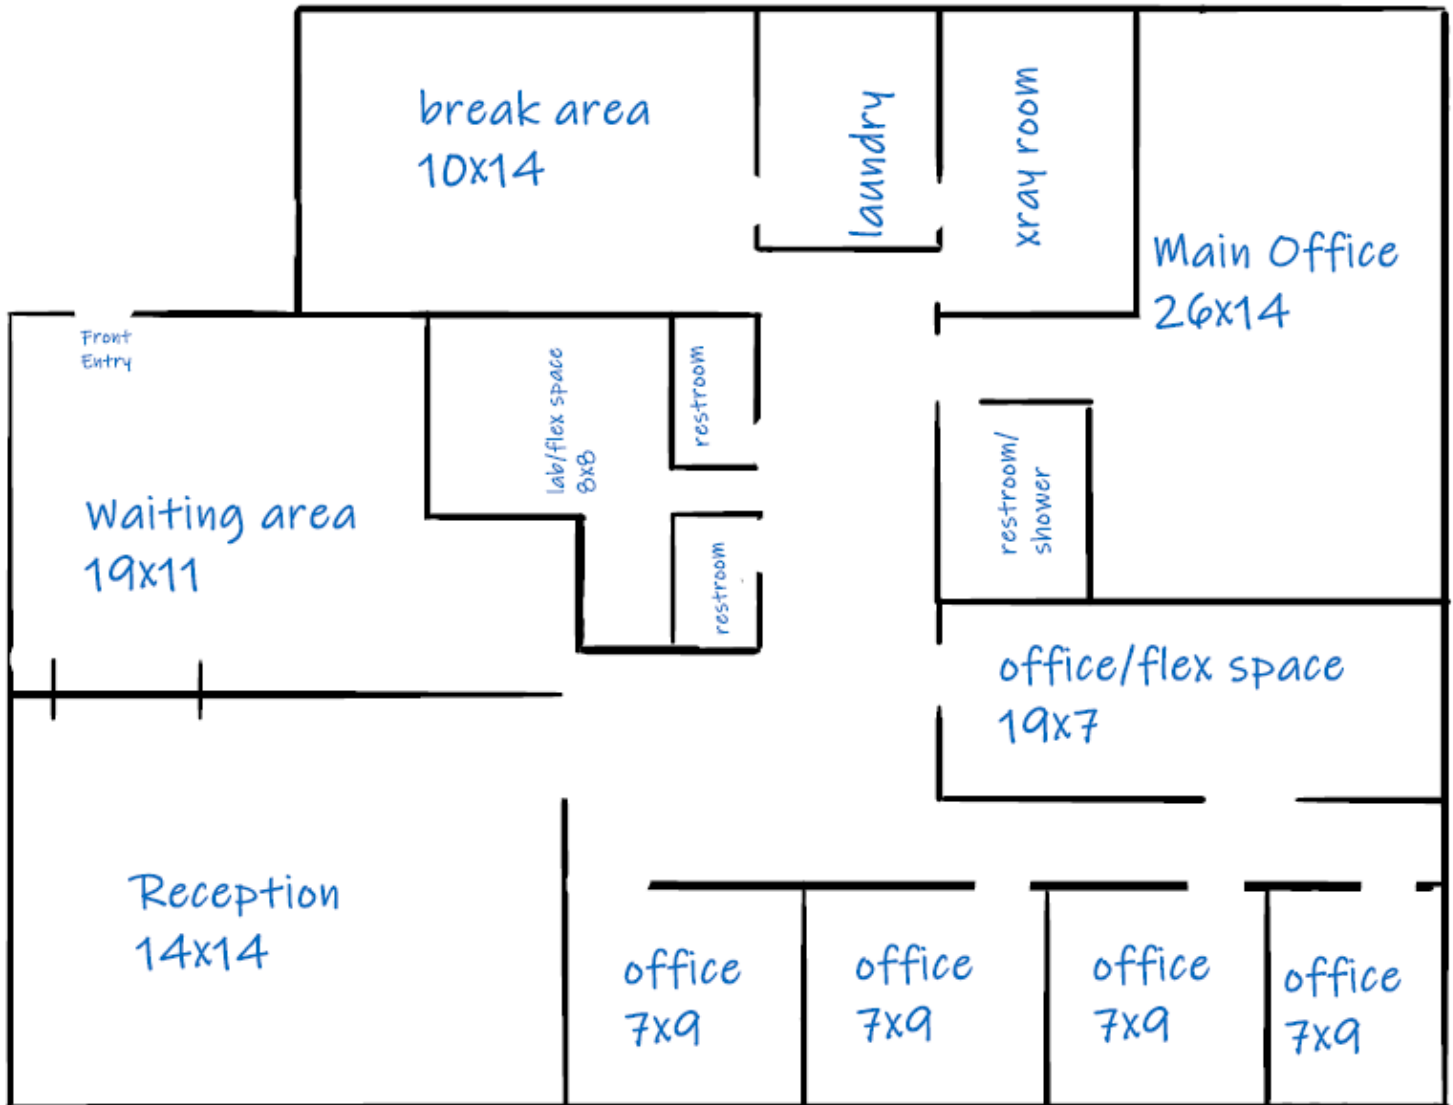 break area
10x14
laundry
xray room
Main Office
26x14
Front
Entry
lab/flex space
8x8
restroom
restroom/
shower
Waiting area
19x11
restroom
office/flex space
19x7
Reception
14x14
office
7x9
office
7x9
office
7x9
office
7x9